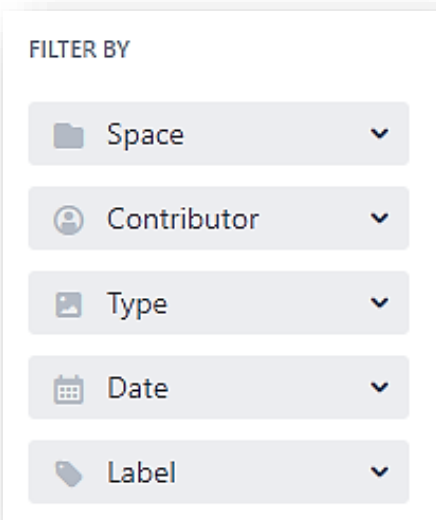 FILTER BY
Space
Contributor
Type
Date
Label